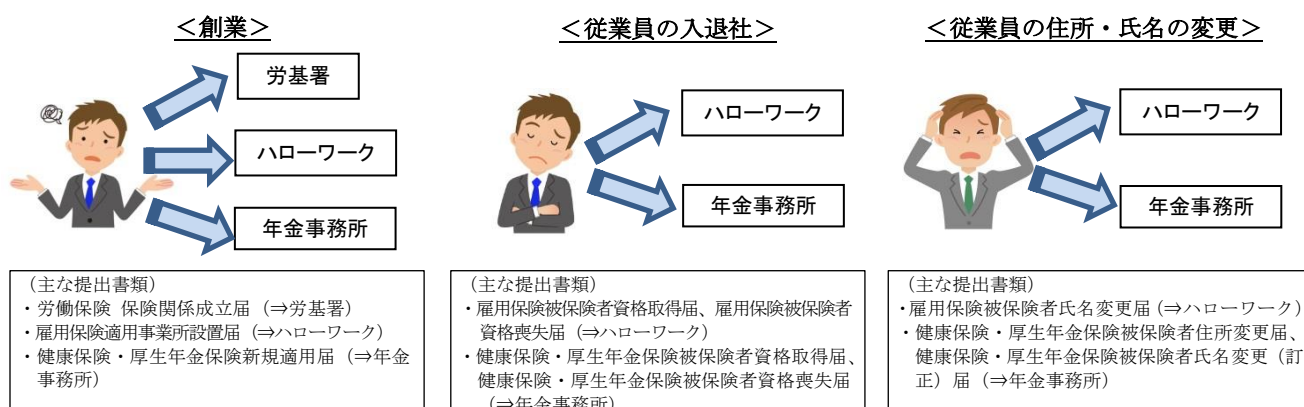 ＜創業＞
労基署
ハローワーク
年金事務所
（主な提出書類）
・労働保険 保険関係成立届（⇒労基署）
・雇用保険適用事業所設置届（⇒ハローワーク）
・健康保険・厚生年金保険新規適用届（⇒年金
事務所）
＜従業員の入退社＞
ハローワーク
年金事務所
（主な提出書類）
・雇用保険被保険者資格取得届、雇用保険被保険者
資格喪失届（⇒ハローワーク）
・健康保険・厚生年金保険被保険者資格取得届、
健康保険・厚生年金保険被保険者資格喪失届
（⇒年金事務所）
＜従業員の住所・氏名の変更＞
ハローワーク
年金事務所
（主な提出書類）
・雇用保険被保険者氏名変更届（⇒ハローワーク）
・健康保険・厚生年金保険被保険者住所変更届、
健康保険・厚生年金保険被保険者氏名変更（訂
正）届（⇒年金事務所）